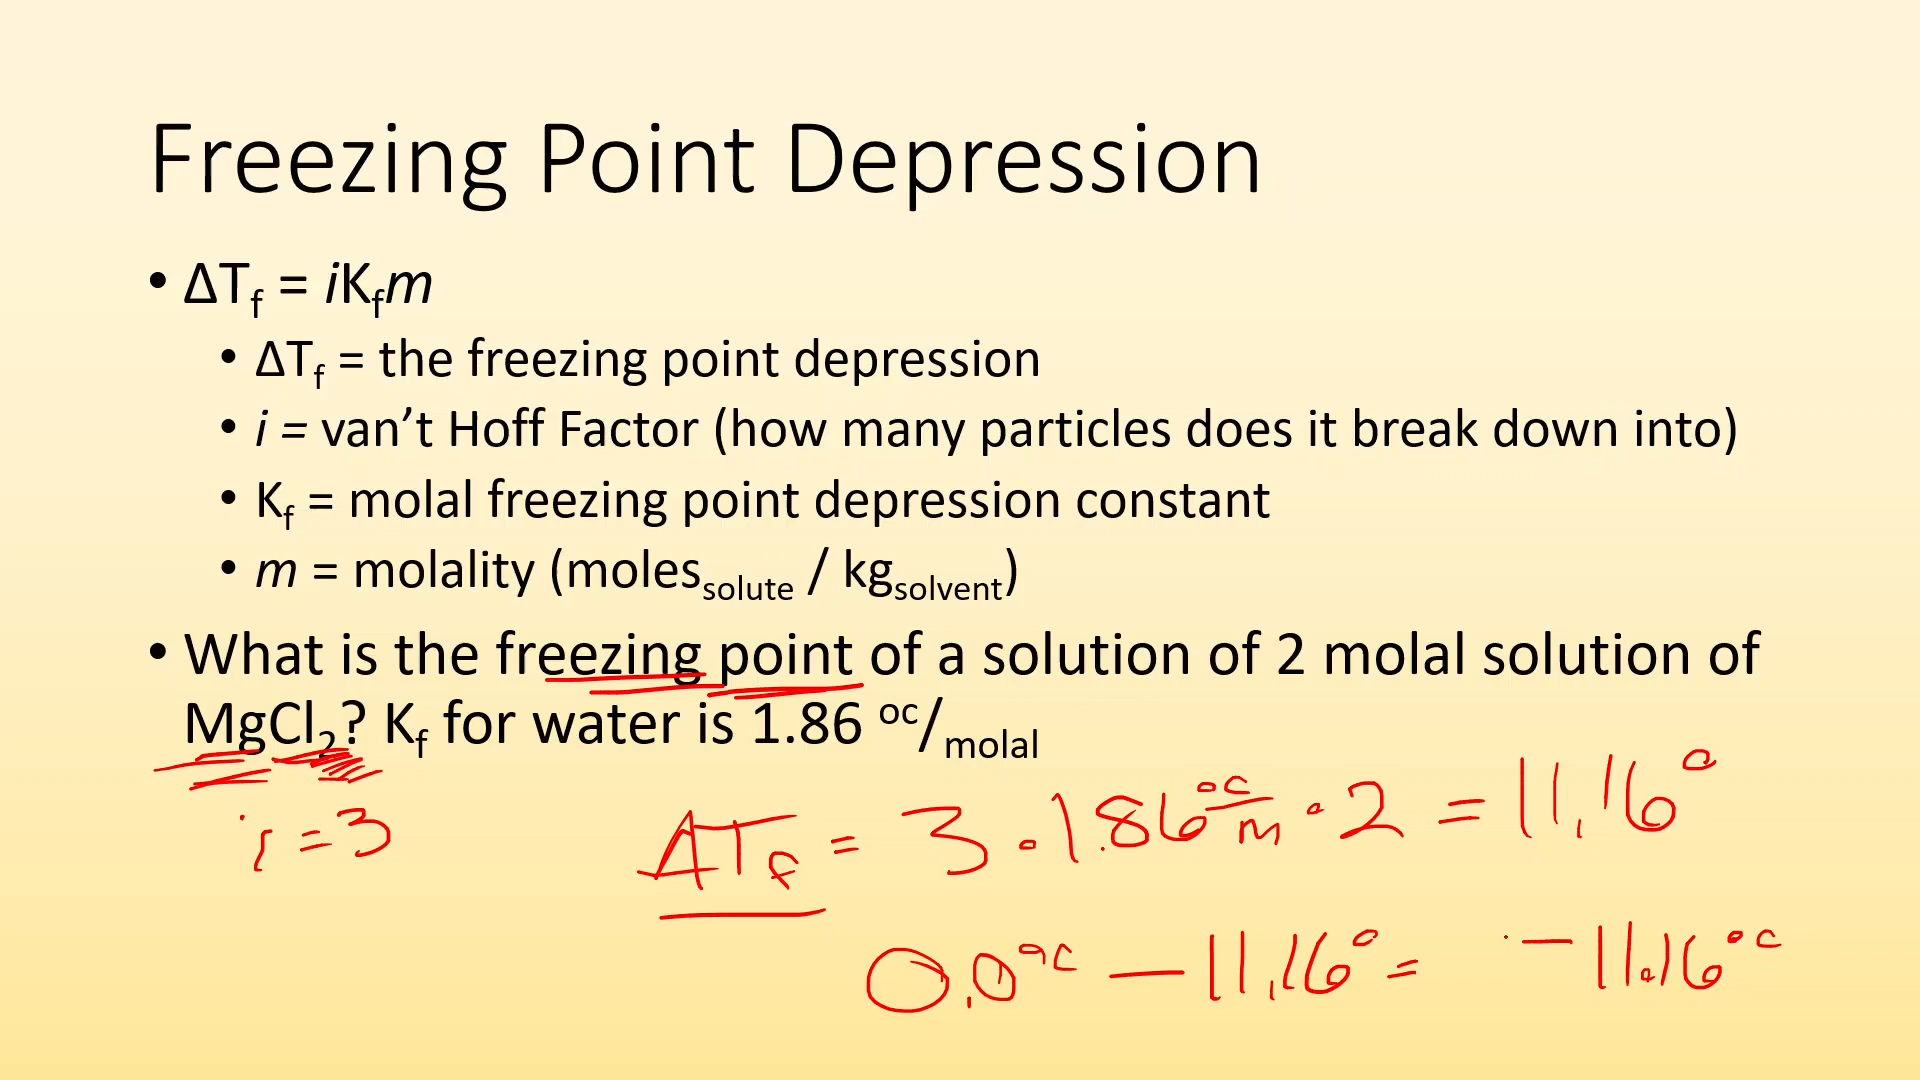 Freezing Point Depression
• ΔTf = iKfm
• ΔTf = the freezing point depression
• i = van’t Hoff Factor (how many particles does it break down into)
• Kf = molal freezing point depression constant
• m = molality (molessolute / kgsolvent)
• What is the freezing point of a solution of 2 molal solution of
MgCl2? Kf for water is 1.86 oc/molal
i = 3
ΔTf = 3 · 1.86 °C/m · 2 = 11.16°
0.0°C – 11.16° = –11.16°C